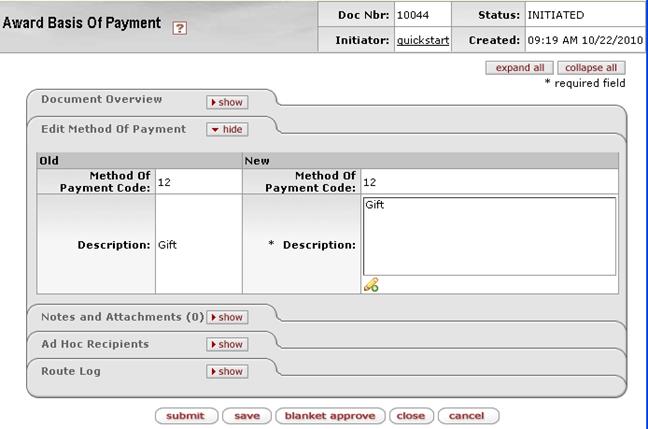 Award Basis Of Payment ?
Doc Nbr: 10044 Status: INITIATED
Initiator: quickstart Created: 09:19 AM 10/22/2010
expand all collapse all
* required field
Document Overview show
Edit Method Of Payment hide
Old New
Method Of Payment Code: 12 Method Of Payment Code: 12
Description: Gift * Description: Gift
Notes and Attachments (0) show
Ad Hoc Recipients show
Route Log show
submit save blanket approve close cancel